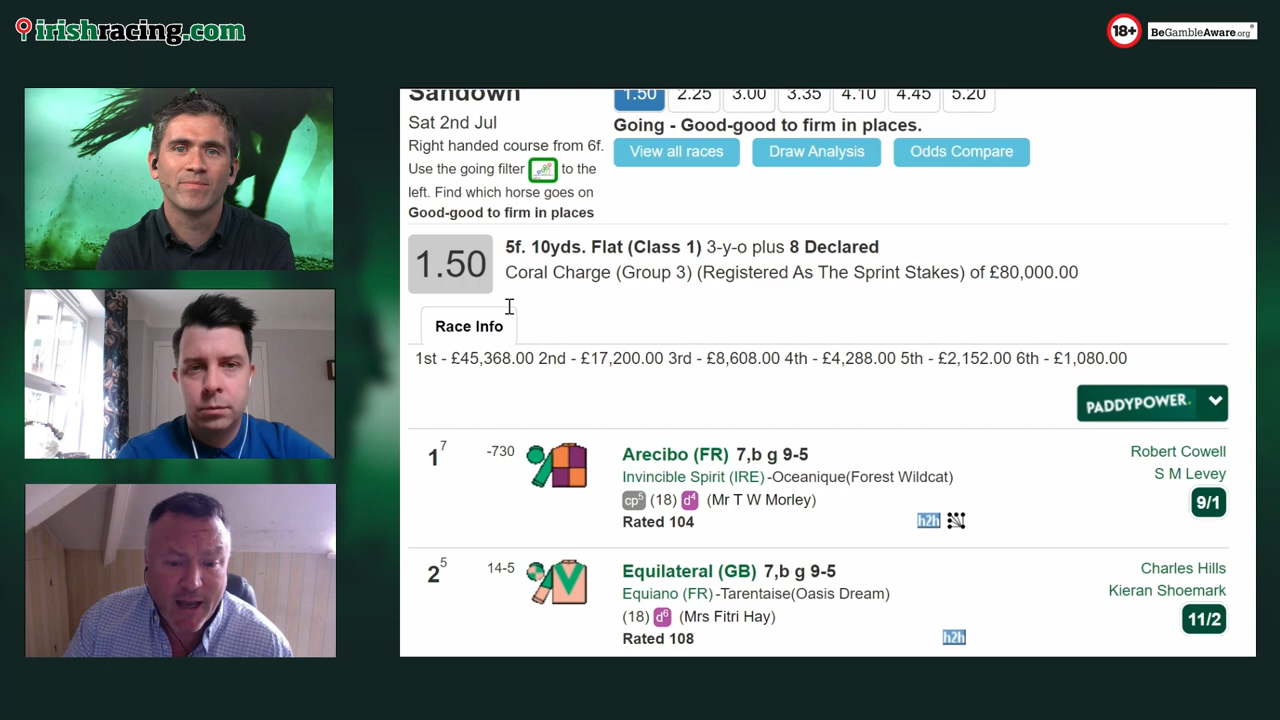 irishracing.com
18+
BeGambleAware.org®
Sandown
1.50 2.25 3.00 3.35 4.10 4.45 5.20
Sat 2nd Jul
Going - Good-good to firm in places.
Right handed course from 6f.
Use the going filter to the
left. Find which horse goes on
Good-good to firm in places
View all races
Draw Analysis
Odds Compare
1.50
5f. 10yds. Flat (Class 1) 3-y-o plus 8 Declared
Coral Charge (Group 3) (Registered As The Sprint Stakes) of £80,000.00
Race Info
1st - £45,368.00 2nd - £17,200.00 3rd - £8,608.00 4th - £4,288.00 5th - £2,152.00 6th - £1,080.00
PADDYPOWER.
1 7 -730
Arecibo (FR) 7,b g 9-5
Invincible Spirit (IRE) -Oceanique(Forest Wildcat)
cp5 (18) d4 (Mr T W Morley)
Rated 104
h2h
Robert Cowell
S M Levey
9/1
2 5 14-5
Equilateral (GB) 7,b g 9-5
Equiano (FR) -Tarentaise(Oasis Dream)
(18) d6 (Mrs Fitri Hay)
Rated 108
h2h
Charles Hills
Kieran Shoemark
11/2